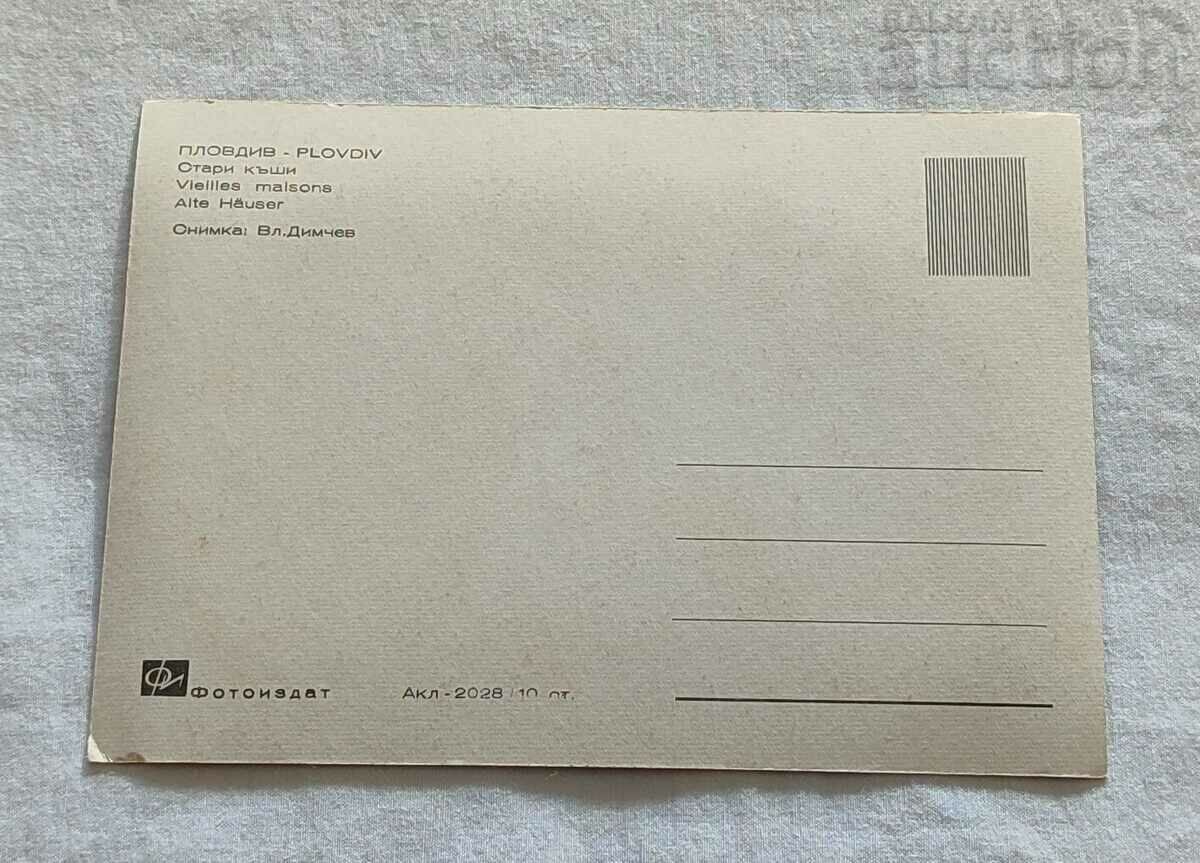 ПЛОВДИВ - PLOVDIV
Стари къщи
Vieilles maisons
Alte Häuser
Снимка: Вл.Димчев
Фотоиздат Акл-2028/10 ст.